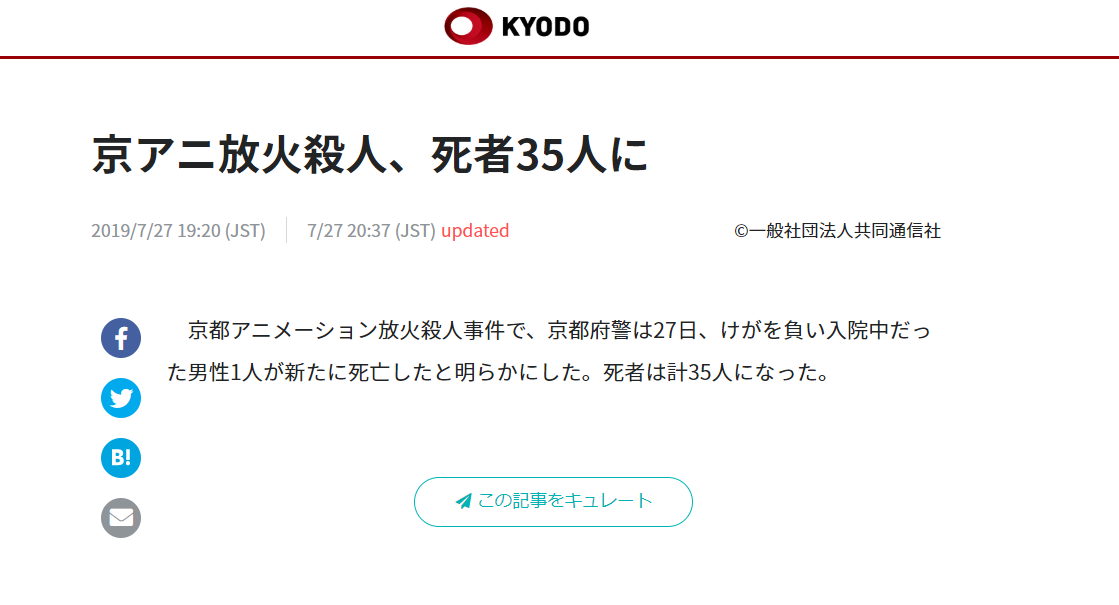 KYODO
京アニ放火殺人、死者35人に
2019/7/27 19:20 (JST) 7/27 20:37 (JST) updated ©一般社団法人共同通信社
京都アニメーション放火殺人事件で、京都府警は27日、けがを負い入院中だっ
た男性1人が新たに死亡したと明らかにした。死者は計35人になった。
B!
この記事をキュレート